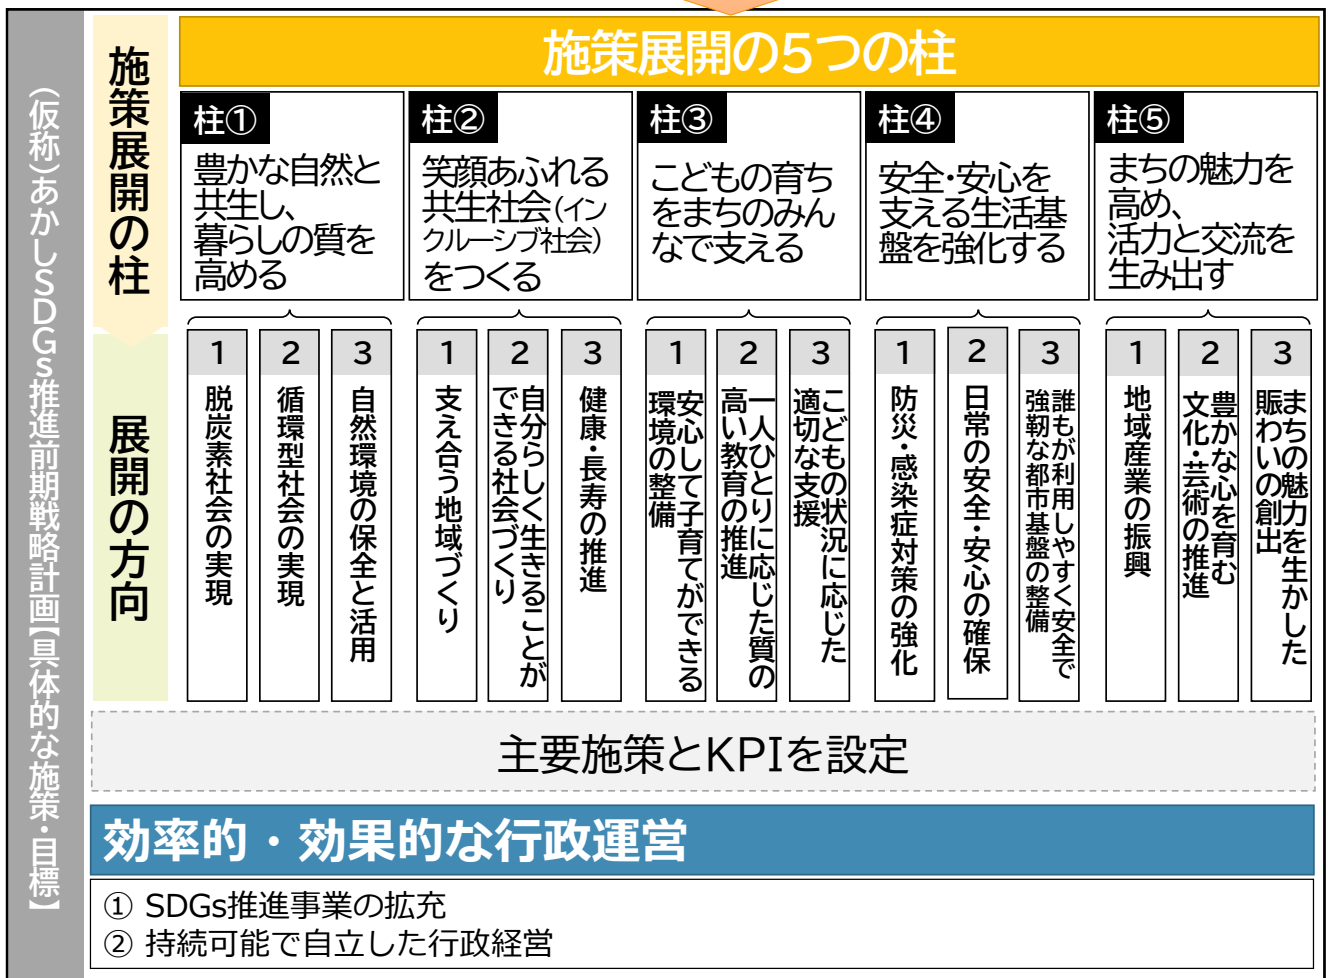 (仮称)あかしSDGs推進前期戦略計画【具体的な施策・目標】
施策展開の柱
施策展開の5つの柱
柱①
豊かな自然と
共生し、
暮らしの質を
高める
柱②
笑顔あふれる
共生社会(イン
クルーシブ社会)
をつくる
柱③
こどもの育ち
をまちのみん
なで支える
柱④
安全・安心を
支える生活基
盤を強化する
柱⑤
まちの魅力を
高め、
活力と交流を
生み出す
展開の方向
1
脱炭素社会の実現
2
循環型社会の実現
3
自然環境の保全と活用
1
支え合う地域づくり
2
自分らしく生きることが
できる社会づくり
3
健康・長寿の推進
1
安心して子育てができる
環境の整備
2
一人ひとりに応じた質の
高い教育の推進
3
こどもの状況に応じた
適切な支援
1
防災・感染症対策の強化
2
日常の安全・安心の確保
3
誰もが利用しやすく安全で
強靭な都市基盤の整備
1
地域産業の振興
2
豊かな心を育む
文化・芸術の推進
3
まちの魅力を生かした
賑わいの創出
主要施策とKPIを設定
効率的・効果的な行政運営
① SDGs推進事業の拡充
② 持続可能で自立した行政経営